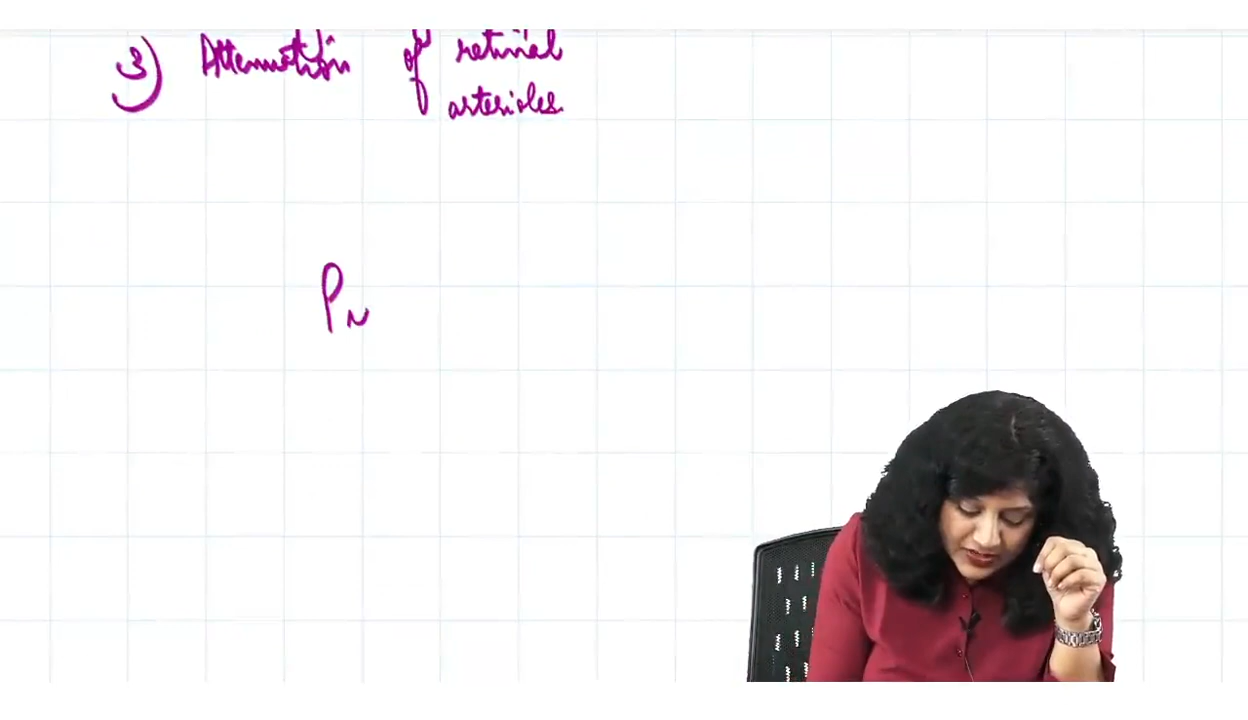 3) Attenuation of retinal
arterioles.
Pr